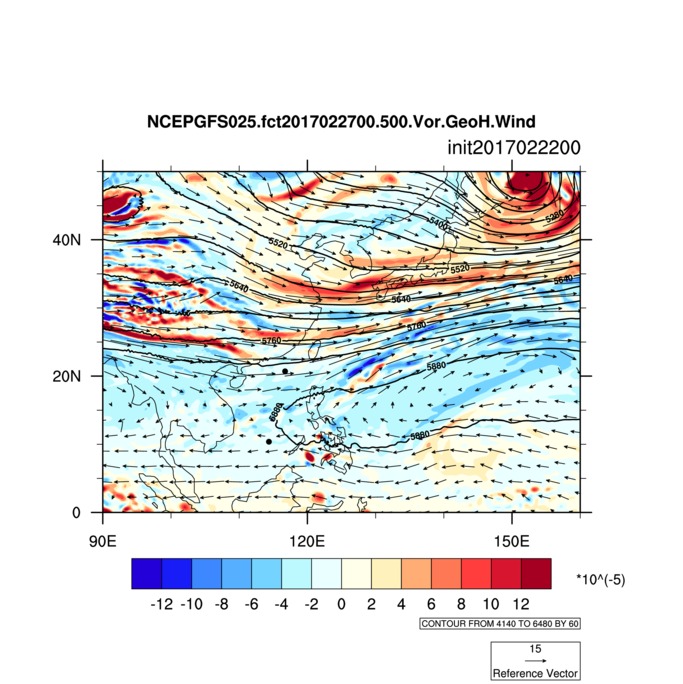 NCEPGFS025.fct2017022700.500.Vor.GeoH.Wind
init2017022200
40N
20N
0
90E 120E 150E
5400
5280
5520
5520
5640
5640
5640
5760
5760
5880
5880
5880
-12 -10 -8 -6 -4 -2 0 2 4 6 8 10 12
*10^(-5)
CONTOUR FROM 4140 TO 6480 BY 60
15
Reference Vector